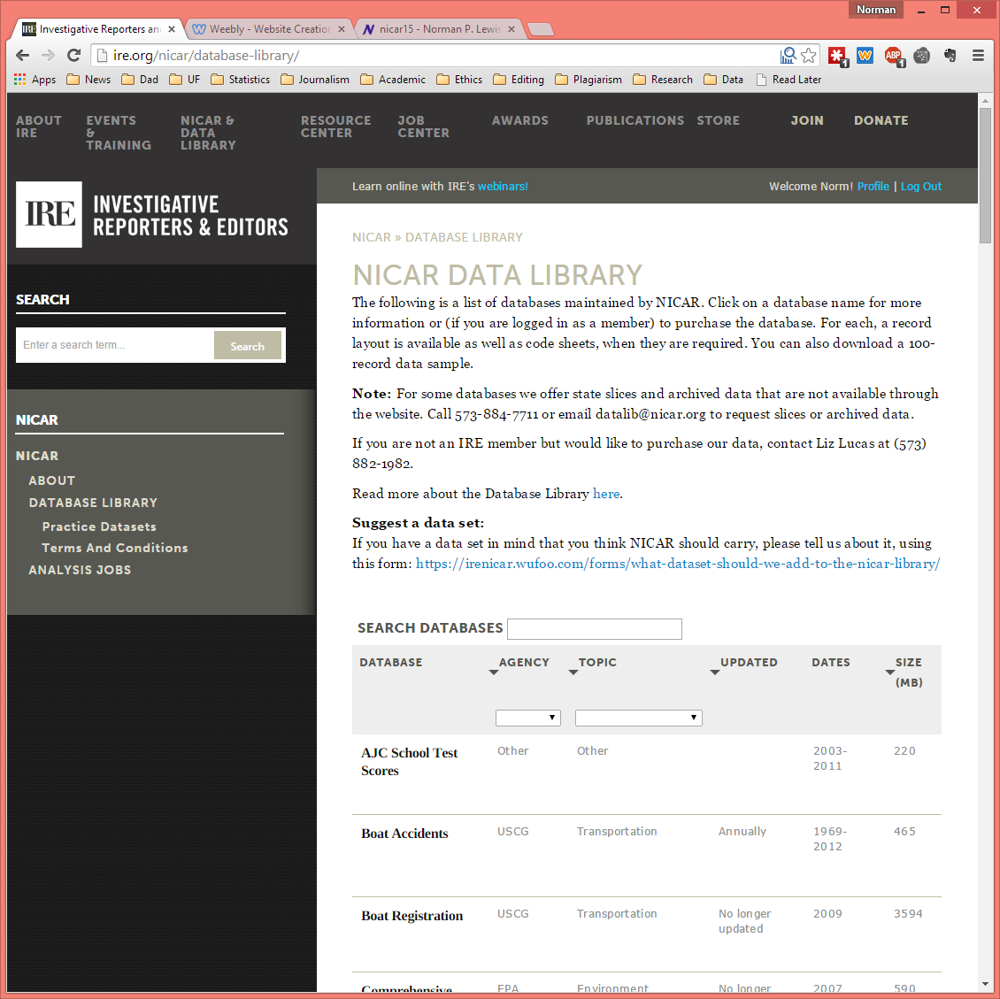 Norman
Investigative Reporters an
Weebly - Website Creation
nicar15 - Norman P. Lewis
ire.org/nicar/database-library/
Apps
News
Dad
UF
Statistics
Journalism
Academic
Ethics
Editing
Plagiarism
Research
Data
Read Later
ABOUT
IRE
EVENTS
&
TRAINING
NICAR &
DATA
LIBRARY
RESOURCE
CENTER
JOB
CENTER
AWARDS
PUBLICATIONS
STORE
JOIN
DONATE
IRE
INVESTIGATIVE
REPORTERS & EDITORS
Learn online with IRE's webinars!
Welcome Norm! Profile | Log Out
SEARCH
Enter a search term...
Search
NICAR
NICAR
ABOUT
DATABASE LIBRARY
Practice Datasets
Terms And Conditions
ANALYSIS JOBS
NICAR » DATABASE LIBRARY
NICAR DATA LIBRARY
The following is a list of databases maintained by NICAR. Click on a database name for more
information or (if you are logged in as a member) to purchase the database. For each, a record
layout is available as well as code sheets, when they are required. You can also download a 100-
record data sample.
Note: For some databases we offer state slices and archived data that are not available through
the website. Call 573-884-7711 or email datalib@nicar.org to request slices or archived data.
If you are not an IRE member but would like to purchase our data, contact Liz Lucas at (573)
882-1982.
Read more about the Database Library here.
Suggest a data set:
If you have a data set in mind that you think NICAR should carry, please tell us about it, using
this form: https://irenicar.wufoo.com/forms/what-dataset-should-we-add-to-the-nicar-library/
SEARCH DATABASES
DATABASE AGENCY TOPIC UPDATED DATES SIZE
(MB)
AJC School Test
Scores
Other
Other
2003-
2011
220
Boat Accidents
USCG
Transportation
Annually
1969-
2012
465
Boat Registration
USCG
Transportation
No longer
updated
2009
3594
Comprehensive
EPA
Environment
No longer
2007
590